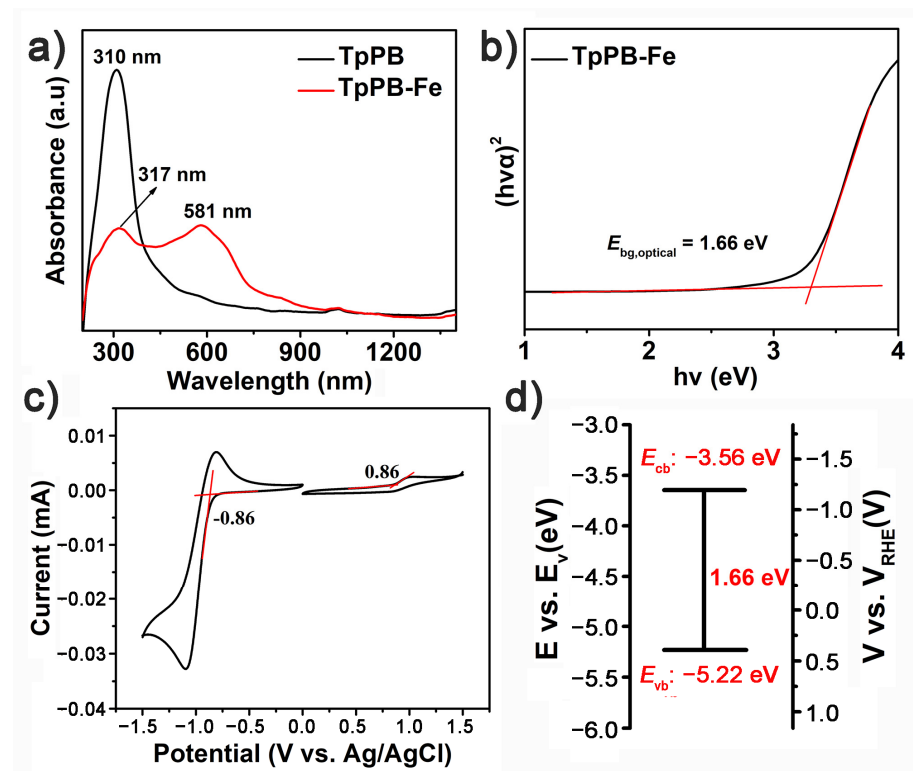 a)
310 nm
TpPB
TpPB-Fe
317 nm
581 nm
Absorbance (a.u)
300 600 900 1200
Wavelength (nm)
b)
TpPB-Fe
(hνα)²
Ebg,optical = 1.66 eV
1 2 3 4
hν (eV)
c)
0.01
0.00
−0.01
−0.02
−0.03
−0.04
0.86
-0.86
Current (mA)
−1.5 −1.0 −0.5 0.0 0.5 1.0 1.5
Potential (V vs. Ag/AgCl)
d)
−3.0
−3.5
−4.0
−4.5
−5.0
−5.5
−6.0
E vs. Ev(eV)
Ecb: −3.56 eV
1.66 eV
Evb: −5.22 eV
−1.5
−1.0
−0.5
0.0
0.5
1.0
V vs. VRHE(V)